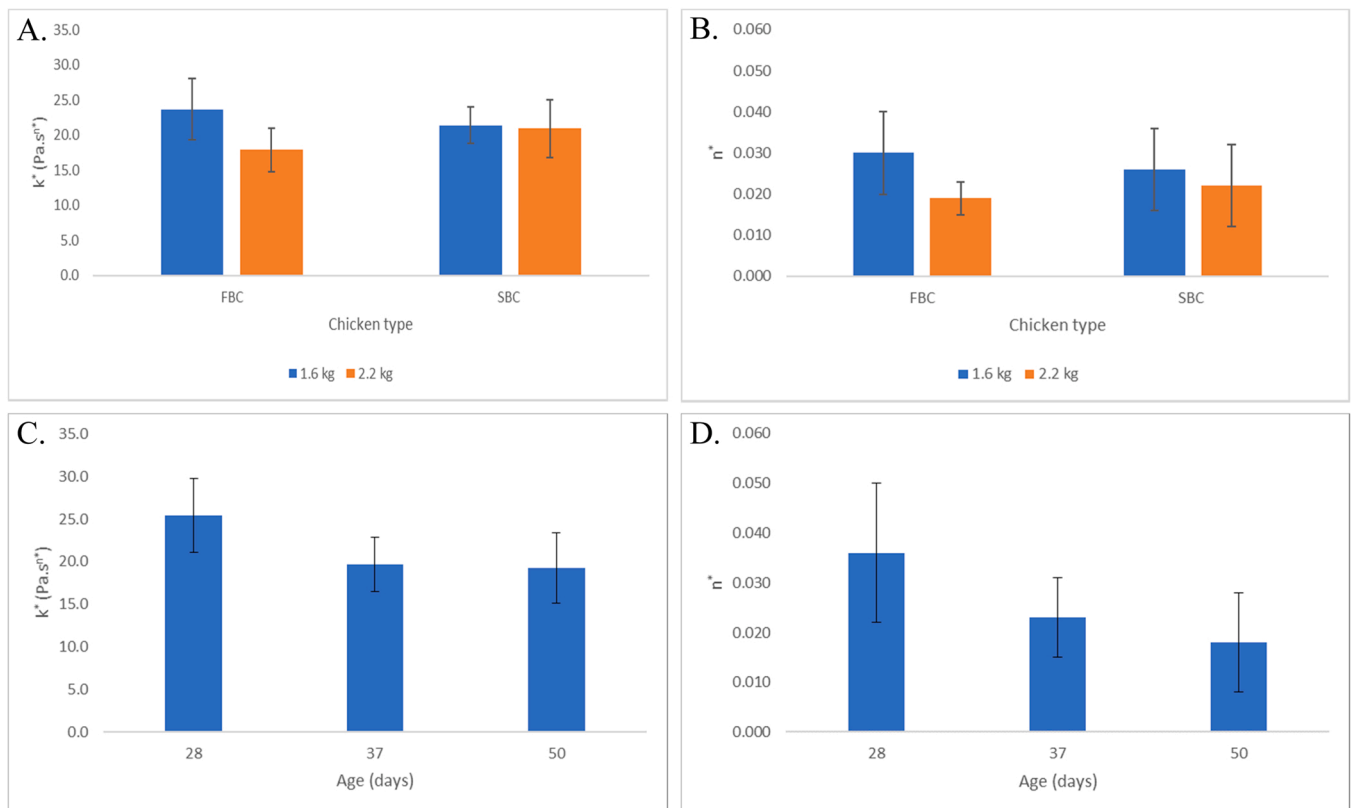 A.
35.0
30.0
25.0
20.0
15.0
10.0
5.0
0.0
k* (Pa.sⁿ*)
FBC SBC
Chicken type
1.6 kg 2.2 kg
B.
0.060
0.050
0.040
0.030
0.020
0.010
0.000
n*
FBC SBC
Chicken type
1.6 kg 2.2 kg
C.
35.0
30.0
25.0
20.0
15.0
10.0
5.0
0.0
k* (Pa.sⁿ*)
28 37 50
Age (days)
D.
0.060
0.050
0.040
0.030
0.020
0.010
0.000
n*
28 37 50
Age (days)